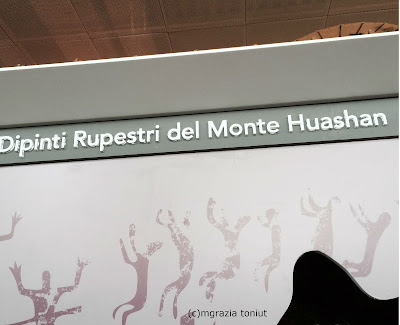 Dipinti Rupestri del Monte Huashan
(c)mgrazia toniut